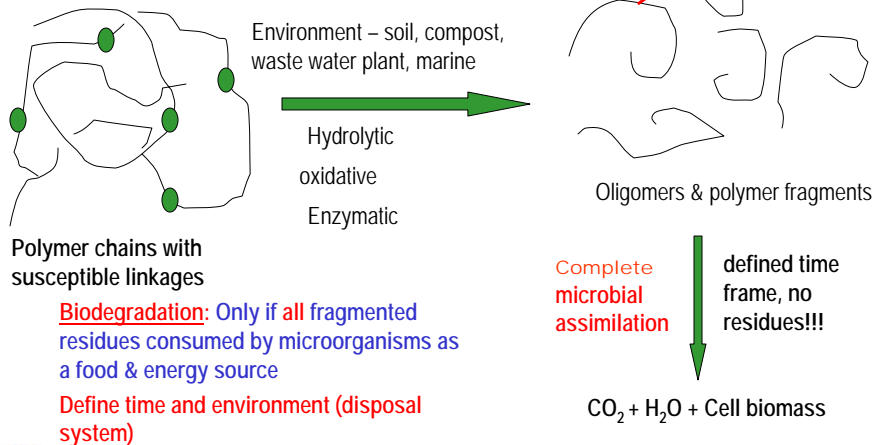 Environment – soil, compost,
waste water plant, marine
Hydrolytic
oxidative
Enzymatic
Oligomers & polymer fragments
Polymer chains with
susceptible linkages
Biodegradation: Only if all fragmented
residues consumed by microorganisms as
a food & energy source
Define time and environment (disposal
system)
Complete
microbial
assimilation
defined time
frame, no
residues!!!
CO₂ + H₂O + Cell biomass